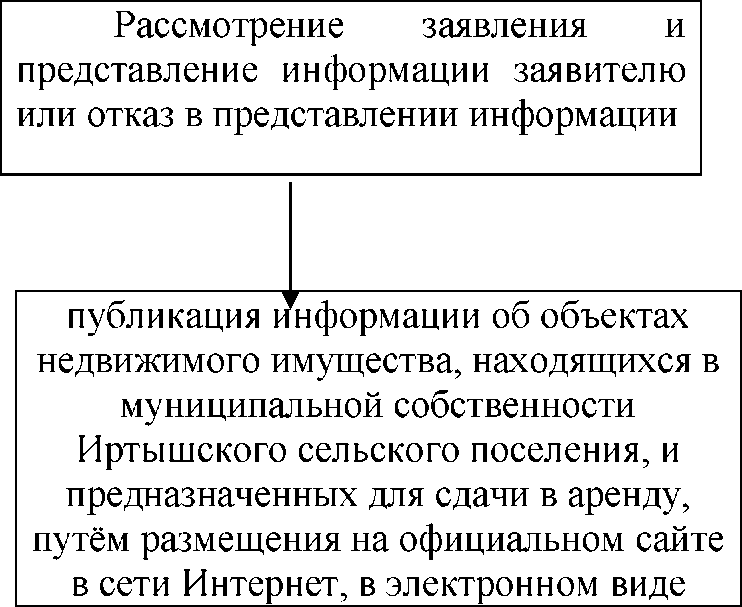 Рассмотрение заявления и
представление информации заявителю
или отказ в представлении информации
публикация информации об объектах
недвижимого имущества, находящихся в
муниципальной собственности
Иртышского сельского поселения, и
предназначенных для сдачи в аренду,
путём размещения на официальном сайте
в сети Интернет, в электронном виде